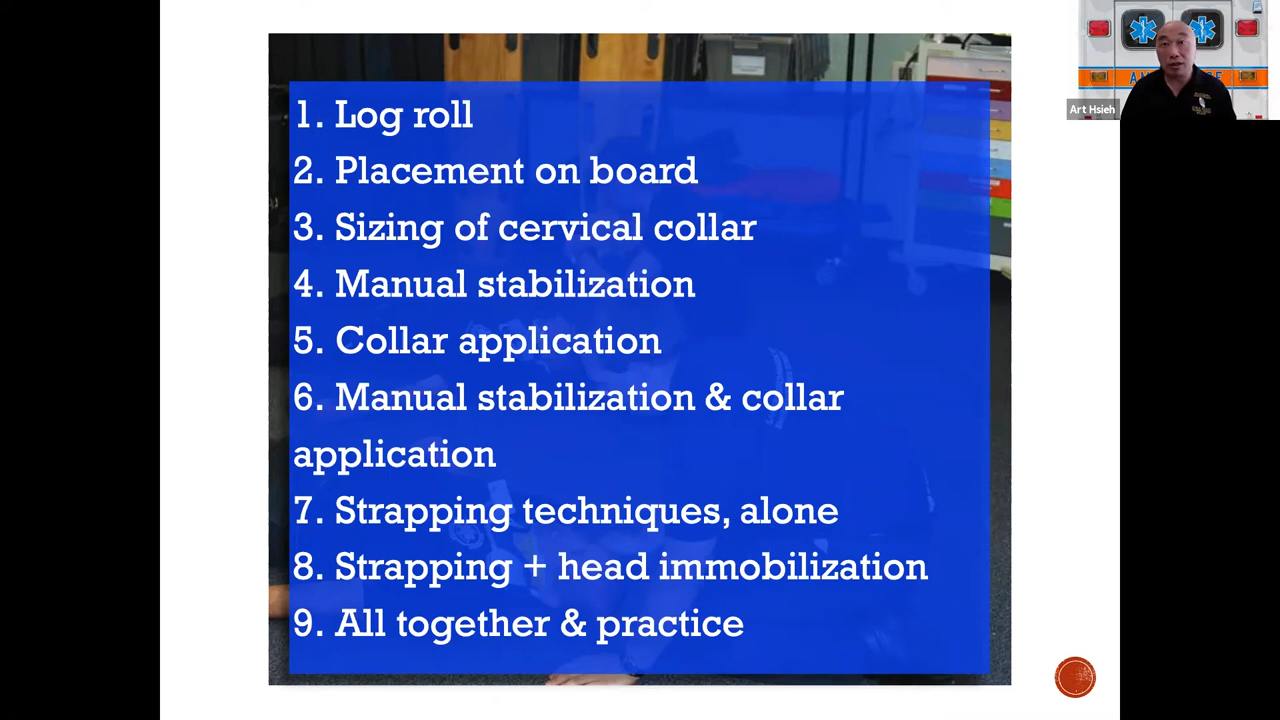 1. Log roll
2. Placement on board
3. Sizing of cervical collar
4. Manual stabilization
5. Collar application
6. Manual stabilization & collar
application
7. Strapping techniques, alone
8. Strapping + head immobilization
9. All together & practice
Art Hsieh